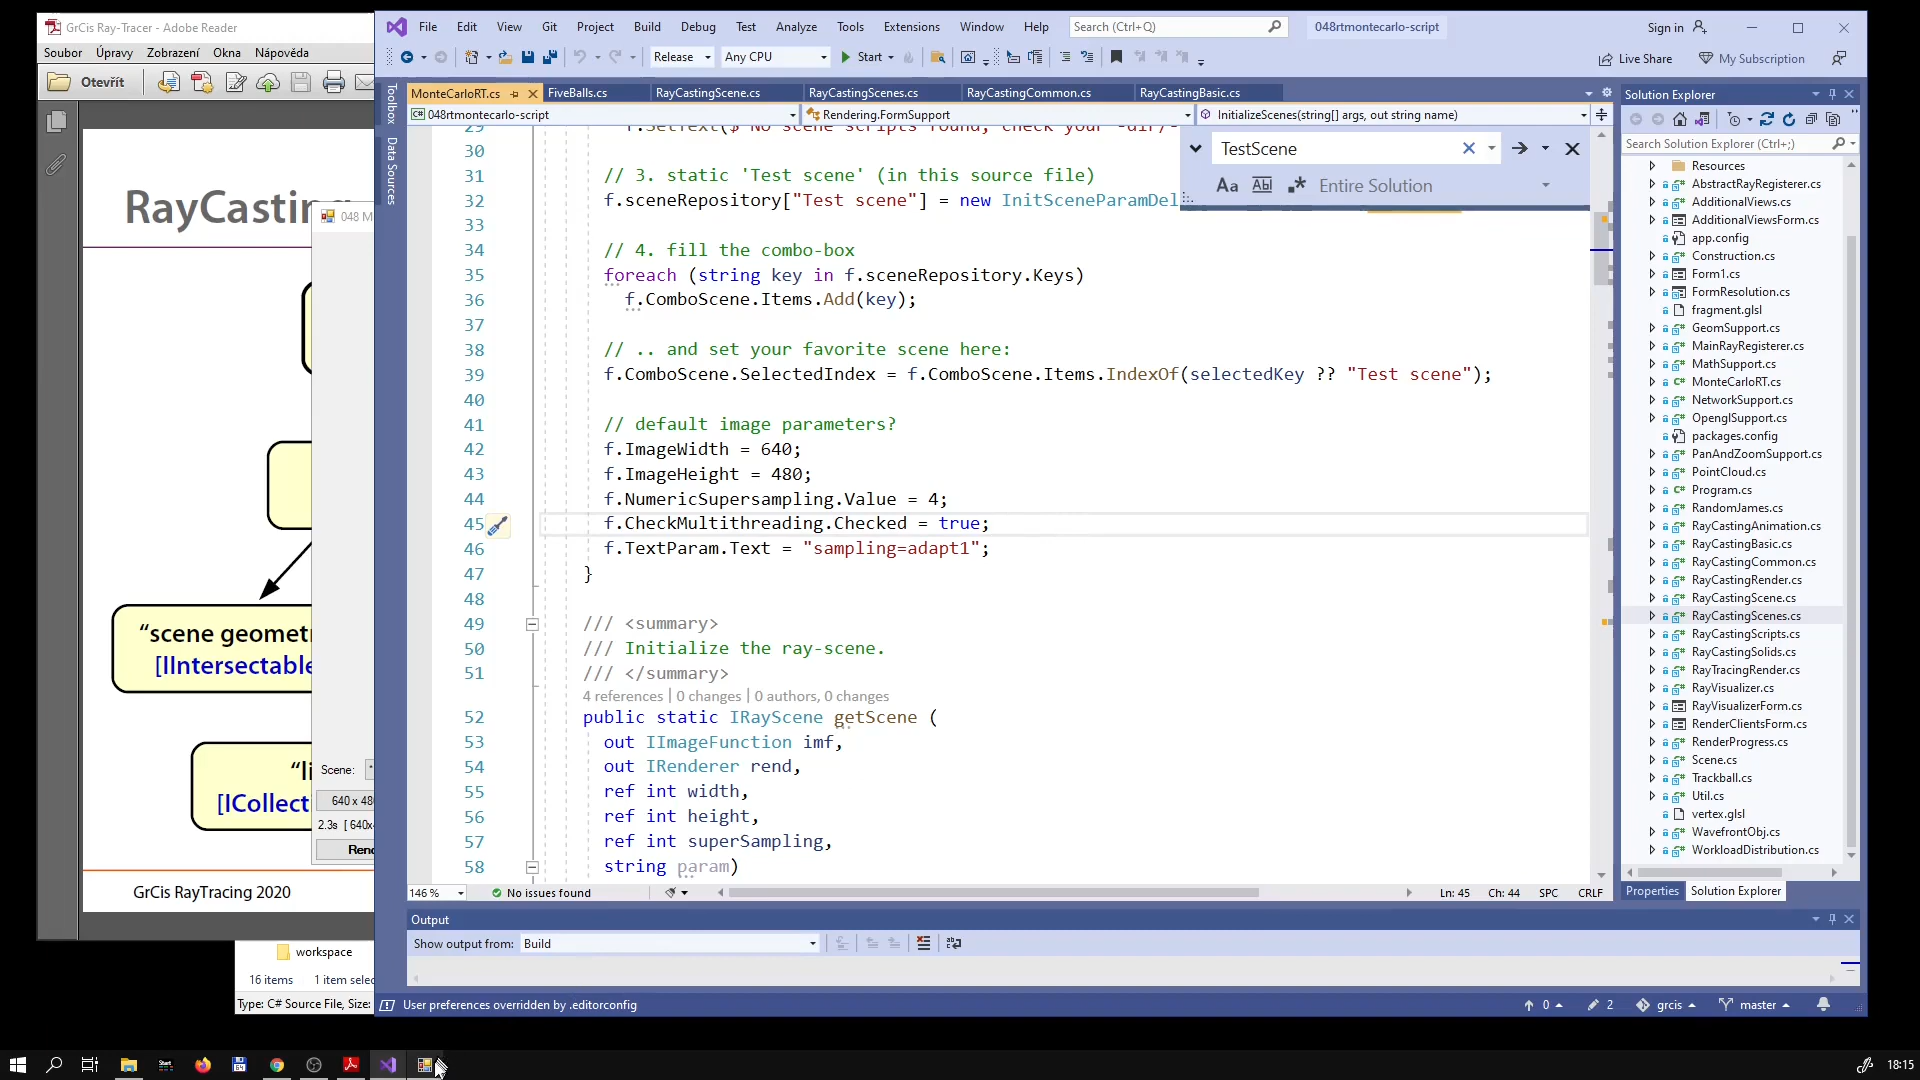 GrCis Ray-Tracer - Adobe Reader
Soubor Úpravy Zobrazení Okna Nápověda
Otevřít
RayCasting
048 M
“scene geomet
[IIntersectable
“li
[ICollect
GrCis RayTracing 2020
Scene:
640 x 48
2.3s [ 640x
Rend
workspace
16 items 1 item selec
Type: C# Source File, Size:
File Edit View Git Project Build Debug Test Analyze Tools Extensions Window Help
Search (Ctrl+Q)
048rtmontecarlo-script
Sign in
Release Any CPU Start
Live Share My Subscription
Toolbox
Data Sources
MonteCarloRT.cs FiveBalls.cs RayCastingScene.cs RayCastingScenes.cs RayCastingCommon.cs RayCastingBasic.cs
048rtmontecarlo-script Rendering.FormSupport InitializeScenes(string[] args, out string name)
TestScene
Aa Abl Entire Solution
29 f.SetText($"No scene scripts found, check your -dir/-
30
31 // 3. static 'Test scene' (in this source file)
32 f.sceneRepository["Test scene"] = new InitSceneParamDel
33
34 // 4. fill the combo-box
35 foreach (string key in f.sceneRepository.Keys)
36 f.ComboScene.Items.Add(key);
37
38 // .. and set your favorite scene here:
39 f.ComboScene.SelectedIndex = f.ComboScene.Items.IndexOf(selectedKey ?? "Test scene");
40
41 // default image parameters?
42 f.ImageWidth = 640;
43 f.ImageHeight = 480;
44 f.NumericSupersampling.Value = 4;
45 f.CheckMultithreading.Checked = true;
46 f.TextParam.Text = "sampling=adapt1";
47 }
48
49 /// <summary>
50 /// Initialize the ray-scene.
51 /// </summary>
4 references | 0 changes | 0 authors, 0 changes
52 public static IRayScene getScene (
53 out IImageFunction imf,
54 out IRenderer rend,
55 ref int width,
56 ref int height,
57 ref int superSampling,
58 string param)
146 % No issues found Ln: 45 Ch: 44 SPC CRLF
Output
Show output from: Build
User preferences overridden by .editorconfig
0 2 grcis master
Solution Explorer
Search Solution Explorer (Ctrl+;)
Resources
AbstractRayRegisterer.cs
AdditionalViews.cs
AdditionalViewsForm.cs
app.config
Construction.cs
Form1.cs
FormResolution.cs
fragment.glsl
GeomSupport.cs
MainRayRegisterer.cs
MathSupport.cs
MonteCarloRT.cs
NetworkSupport.cs
OpenglSupport.cs
packages.config
PanAndZoomSupport.cs
PointCloud.cs
Program.cs
RandomJames.cs
RayCastingAnimation.cs
RayCastingBasic.cs
RayCastingCommon.cs
RayCastingRender.cs
RayCastingScene.cs
RayCastingScenes.cs
RayCastingScripts.cs
RayCastingSolids.cs
RayTracingRender.cs
RayVisualizer.cs
RayVisualizerForm.cs
RenderClientsForm.cs
RenderProgress.cs
Scene.cs
Trackball.cs
Util.cs
vertex.glsl
WavefrontObj.cs
WorkloadDistribution.cs
Properties Solution Explorer
18:15